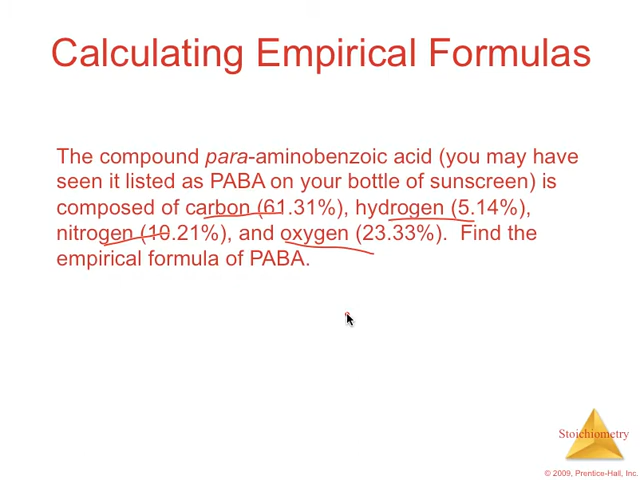 Calculating Empirical Formulas
The compound para-aminobenzoic acid (you may have
seen it listed as PABA on your bottle of sunscreen) is
composed of carbon (61.31%), hydrogen (5.14%),
nitrogen (10.21%), and oxygen (23.33%).  Find the
empirical formula of PABA.
Stoichiometry
© 2009, Prentice-Hall, Inc.